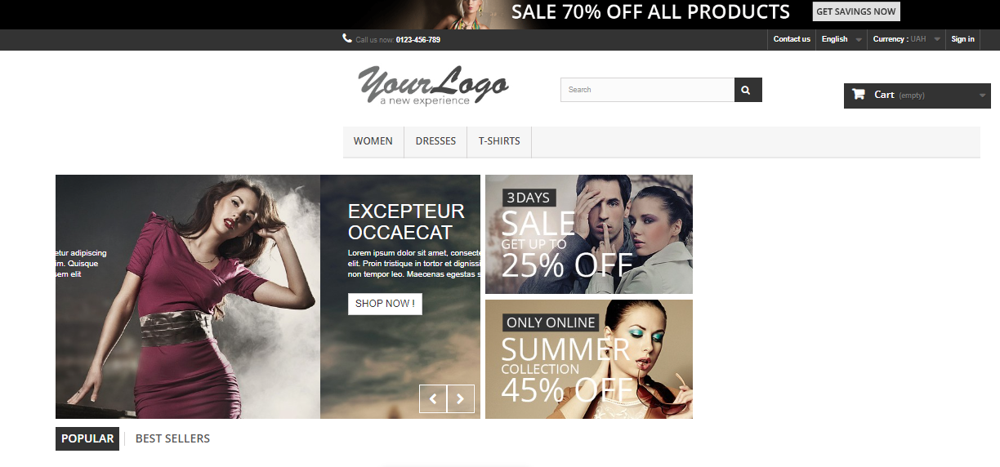 SALE 70% OFF ALL PRODUCTS GET SAVINGS NOW
Call us now: 0123-456-789 Contact us English Currency : UAH Sign in
YourLogo
a new experience
Search
Cart (empty)
WOMEN DRESSES T-SHIRTS
etur adipiscing
im. Quisque
sem elit
EXCEPTEUR
OCCAECAT
Lorem ipsum dolor sit amet, consecte
elit. Proin tristique in tortor et dignissi
non tempor leo. Maecenas egestas s
SHOP NOW !
3 DAYS
SALE
GET UP TO
25% OFF
ONLY ONLINE
SUMMER
COLLECTION
45% OFF
POPULAR BEST SELLERS